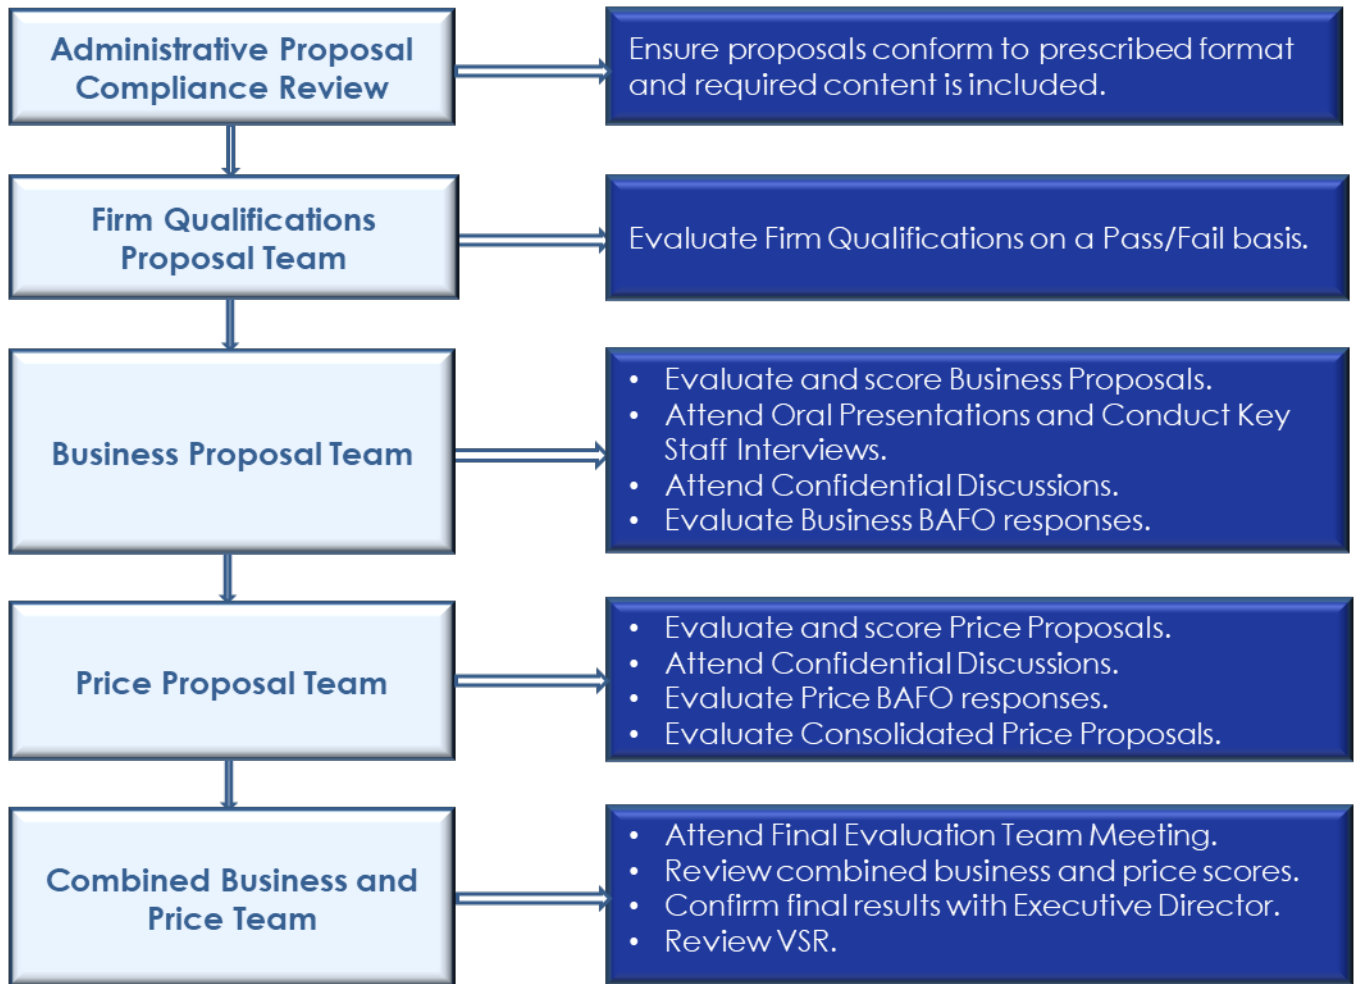 Administrative Proposal
Compliance Review
Ensure proposals conform to prescribed format
and required content is included.
Firm Qualifications
Proposal Team
Evaluate Firm Qualifications on a Pass/Fail basis.
Business Proposal Team
• Evaluate and score Business Proposals.
• Attend Oral Presentations and Conduct Key
Staff Interviews.
• Attend Confidential Discussions.
• Evaluate Business BAFO responses.
Price Proposal Team
• Evaluate and score Price Proposals.
• Attend Confidential Discussions.
• Evaluate Price BAFO responses.
• Evaluate Consolidated Price Proposals.
Combined Business and
Price Team
• Attend Final Evaluation Team Meeting.
• Review combined business and price scores.
• Confirm final results with Executive Director.
• Review VSR.